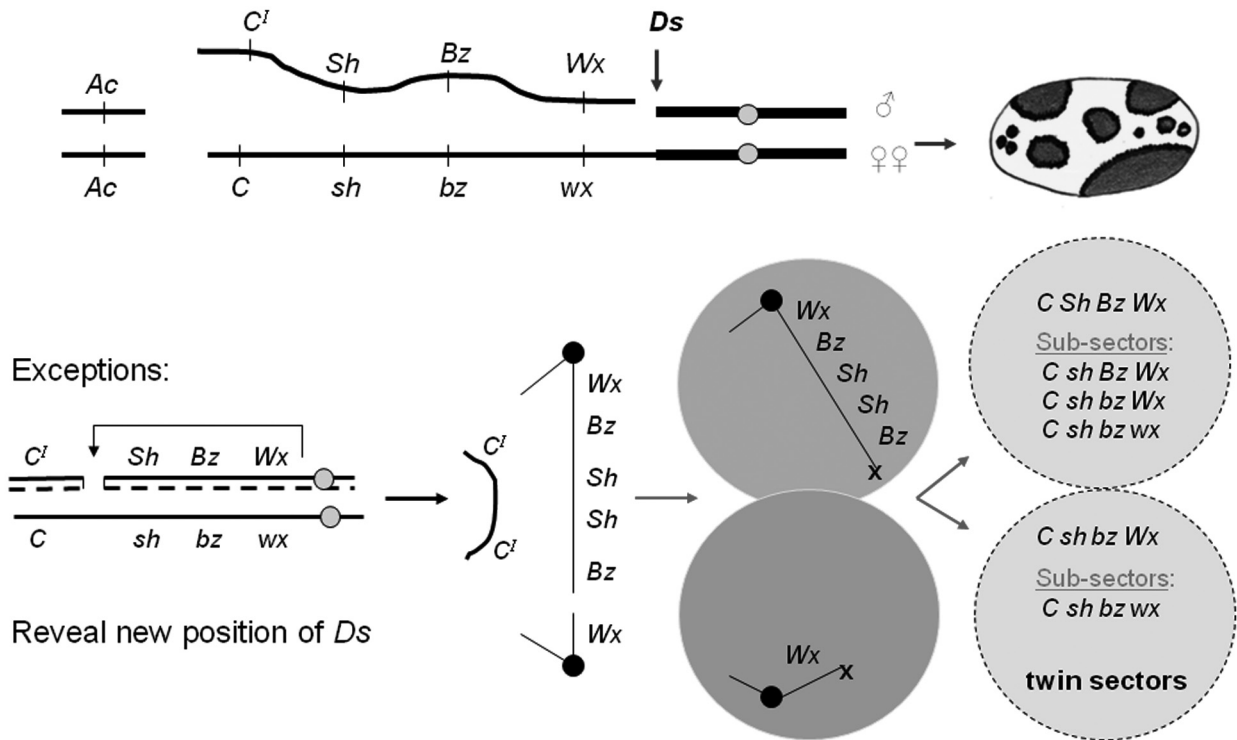 Ds
C^I
Sh
Bz
Wx
Ac
♂
Ac
C
sh
bz
wx
♀♀
Exceptions:
C^I
Sh
Bz
Wx
C
sh
bz
wx
Reveal new position of Ds
C^I
C^I
Wx
Bz
Sh
Sh
Bz
Wx
Wx
Bz
Sh
Sh
Bz
x
Wx
x
C Sh Bz Wx
Sub-sectors:
C sh Bz Wx
C sh bz Wx
C sh bz wx
C sh bz Wx
Sub-sectors:
C sh bz wx
twin sectors